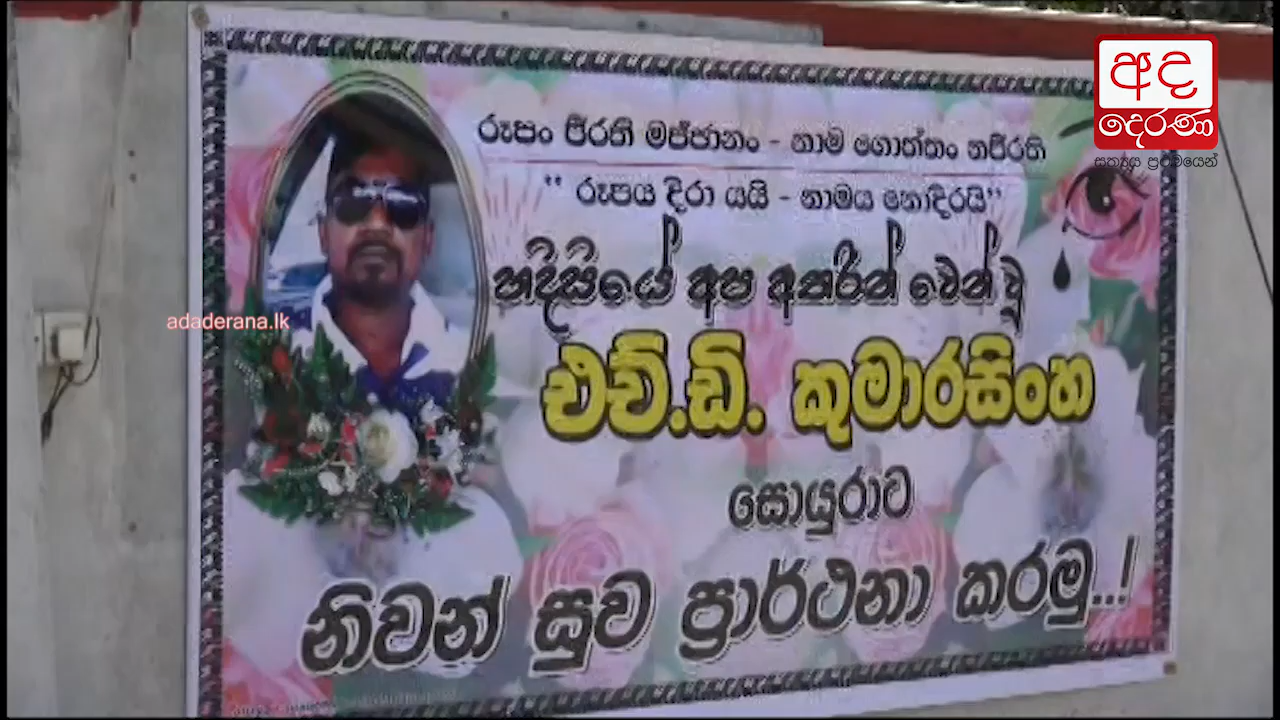 අද
දෙරණ
සත්‍යය ප්‍රථමයෙන්
රූපං ජීරති මජ්ජානං - නාම ගොත්තං නජීරති
" රූපය දිරා යයි - නාමය නොදිරයි"
හදිසියේ අප අතරින් වෙන් වූ
adaderana.lk
එච්.ඩී. කුමාරසිංහ
සොයුරාට
නිවන් සුව ප්‍රාර්ථනා කරමු..!